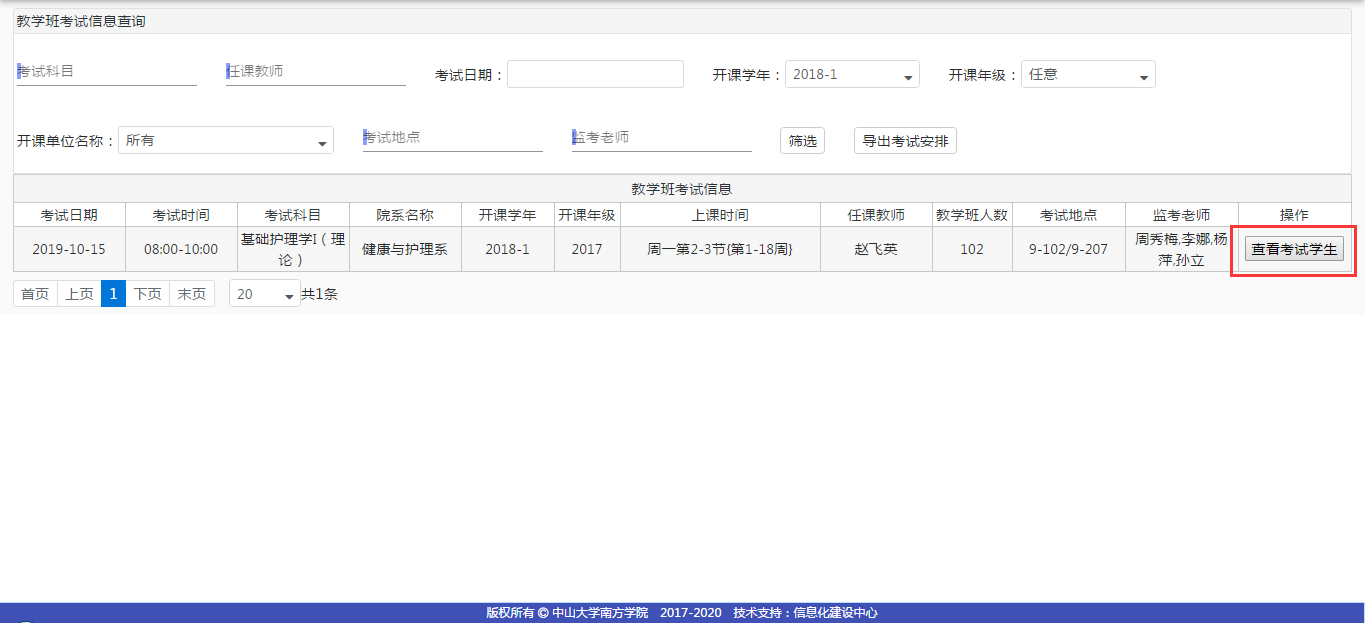 教学班考试信息查询
考试科目 任课教师 考试日期： 开课学年： 2018-1 开课年级： 任意
开课单位名称： 所有 考试地点 监考老师 筛选 导出考试安排
教学班考试信息
考试日期 考试时间 考试科目 院系名称 开课学年 开课年级 上课时间 任课教师 教学班人数 考试地点 监考老师 操作
2019-10-15 08:00-10:00 基础护理学I（理论） 健康与护理系 2018-1 2017 周一第2-3节{第1-18周} 赵飞英 102 9-102/9-207 周秀梅,李娜,杨萍,孙立 查看考试学生
首页 上页 1 下页 末页 20 共1条
版权所有 © 中山大学南方学院 2017-2020 技术支持：信息化建设中心